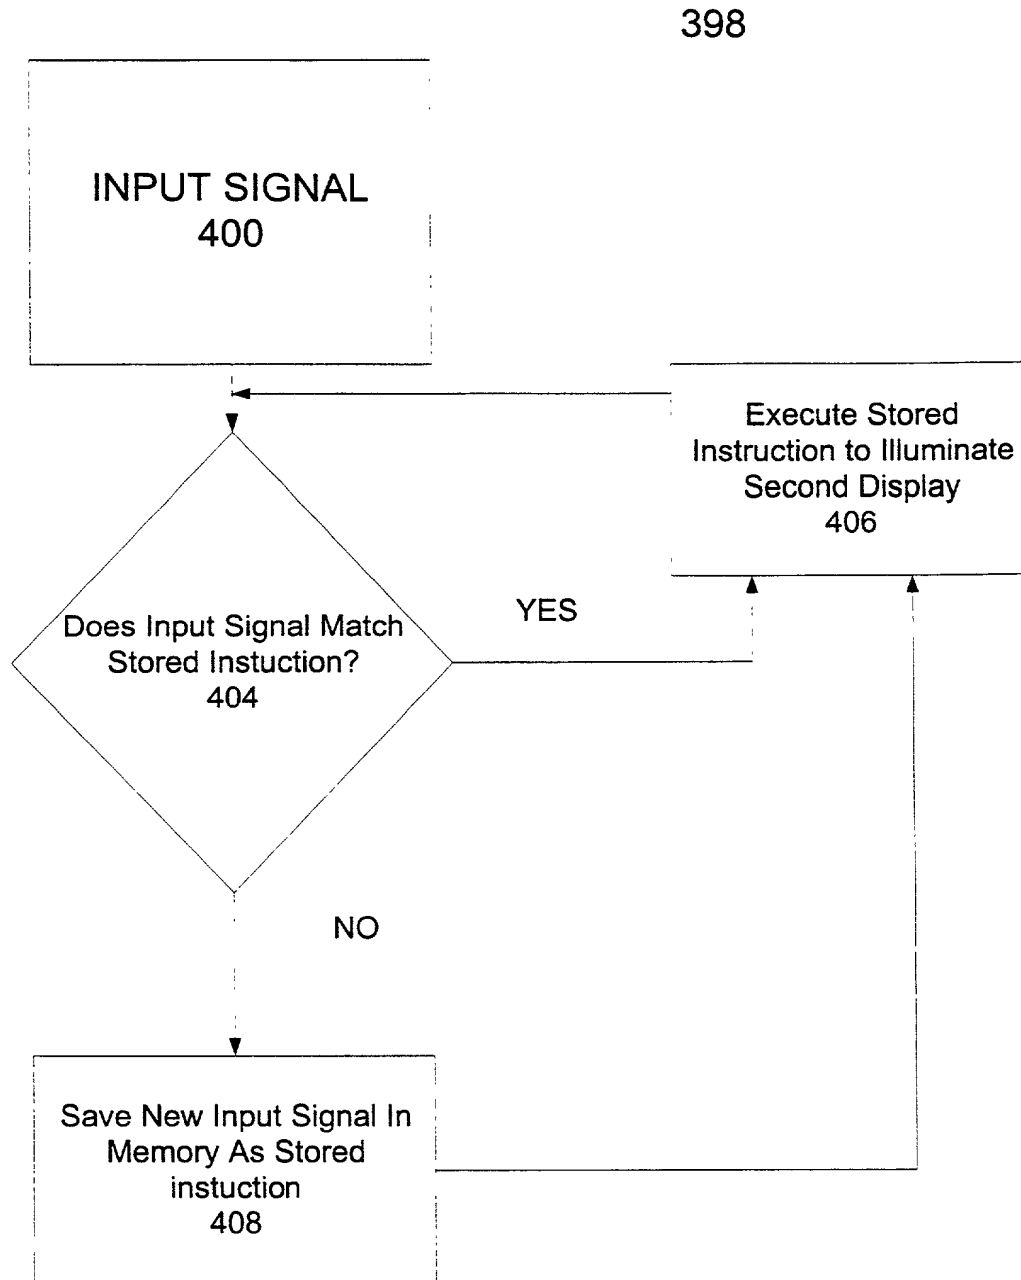 398
INPUT SIGNAL
400
Execute Stored
Instruction to Illuminate
Second Display
406
YES
Does Input Signal Match
Stored Instuction?
404
NO
Save New Input Signal In
Memory As Stored
instuction
408